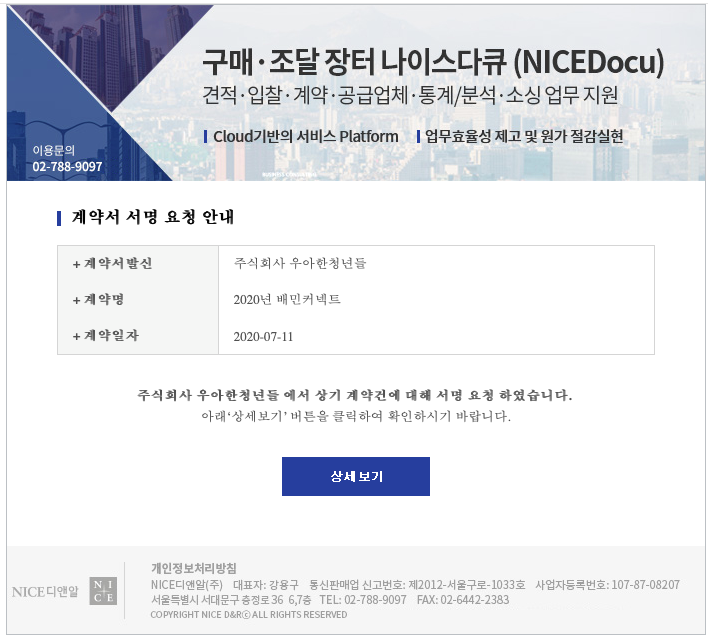 구매·조달 장터 나이스다큐 (NICEDocu)
견적·입찰·계약·공급업체·통계/분석·소싱 업무 지원
Cloud기반의 서비스 Platform 업무효율성 제고 및 원가 절감실현
이용문의
02-788-9097
계약서 서명 요청 안내
+ 계약서발신 주식회사 우아한청년들
+ 계약명 2020년 배민커넥트
+ 계약일자 2020-07-11
주식회사 우아한청년들 에서 상기 계약건에 대해 서명 요청 하였습니다.
아래‘상세보기’ 버튼을 클릭하여 확인하시기 바랍니다.
상세 보기
NICE디앤알
NI
CE
개인정보처리방침
NICE디앤알(주) 대표자: 강용구 통신판매업 신고번호: 제2012-서울구로-1033호 사업자등록번호: 107-87-08207
서울특별시 서대문구 충정로 36 6,7층 TEL: 02-788-9097 FAX: 02-6442-2383
COPYRIGHT NICE D&Rⓒ ALL RIGHTS RESERVED